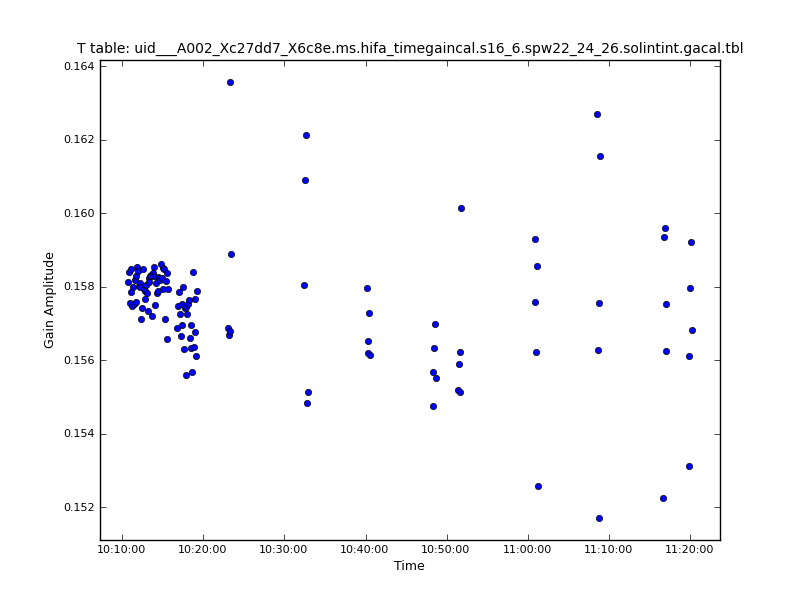 T table: uid___A002_Xc27dd7_X6c8e.ms.hifa_timegaincal.s16_6.spw22_24_26.solintint.gacal.tbl
0.164
0.162
0.160
0.158
0.156
0.154
0.152
Gain Amplitude
10:10:00 10:20:00 10:30:00 10:40:00 10:50:00 11:00:00 11:10:00 11:20:00
Time